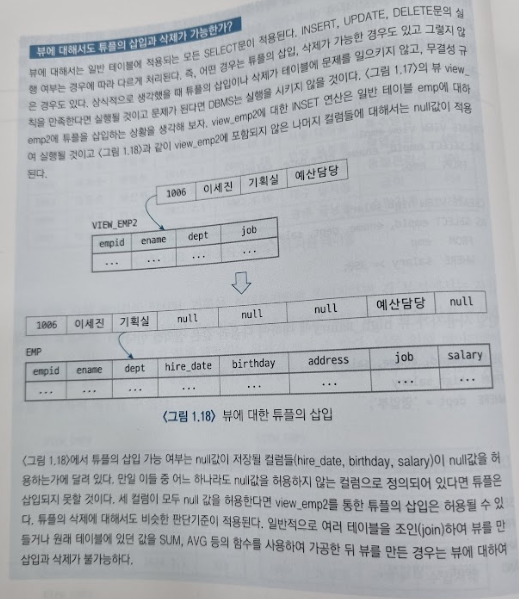 뷰에 대해서도 튜플의 삽입과 삭제가 가능한가?
뷰에 대해서는 일반 테이블에 적용되는 모든 SELECT문이 적용된다. INSERT, UPDATE, DELETE문의 실
행 여부는 경우에 따라 다르게 처리된다. 즉, 어떤 경우는 튜플의 삽입, 삭제가 가능한 경우도 있고 그렇지 않
은 경우도 있다. 상식적으로 생각했을 때 튜플의 삽입이나 삭제가 테이블에 문제를 일으키지 않고, 무결성 규
칙을 만족한다면 실행될 것이고 문제가 된다면 DBMS는 실행을 시키지 않을 것이다. <그림 1.17>의 뷰 view_
emp2에 튜플을 삽입하는 상황을 생각해 보자. view_emp2에 대한 INSET 연산은 일반 테이블 emp에 대하
여 실행될 것이고 <그림 1.18>과 같이 view_emp2에 포함되지 않은 나머지 컬럼들에 대해서는 null값이 적용
된다.
1006 이세진 기획실 예산담당
VIEW_EMP2
empid ename dept job
... ... ... ...
1006 이세진 기획실 null null null 예산담당 null
EMP
empid ename dept hire_date birthday address job salary
... ... ... ... ... ... ... ...
<그림 1.18> 뷰에 대한 튜플의 삽입
<그림 1.18>에서 튜플의 삽입 가능 여부는 null값이 저장될 컬럼들(hire_date, birthday, salary)이 null값을 허
용하는가에 달려 있다. 만일 이들 중 어느 하나라도 null값을 허용하지 않는 컬럼으로 정의되어 있다면 튜플은
삽입되지 못할 것이다. 세 컬럼이 모두 null 값을 허용한다면 view_emp2를 통한 튜플의 삽입은 허용될 수 있
다. 튜플의 삭제에 대해서도 비슷한 판단기준이 적용된다. 일반적으로 여러 테이블을 조인(join)하여 뷰를 만
들거나 원래 테이블에 있던 값을 SUM, AVG 등의 함수를 사용하여 가공한 뒤 뷰를 만든 경우는 뷰에 대하여
삽입과 삭제가 불가능하다.